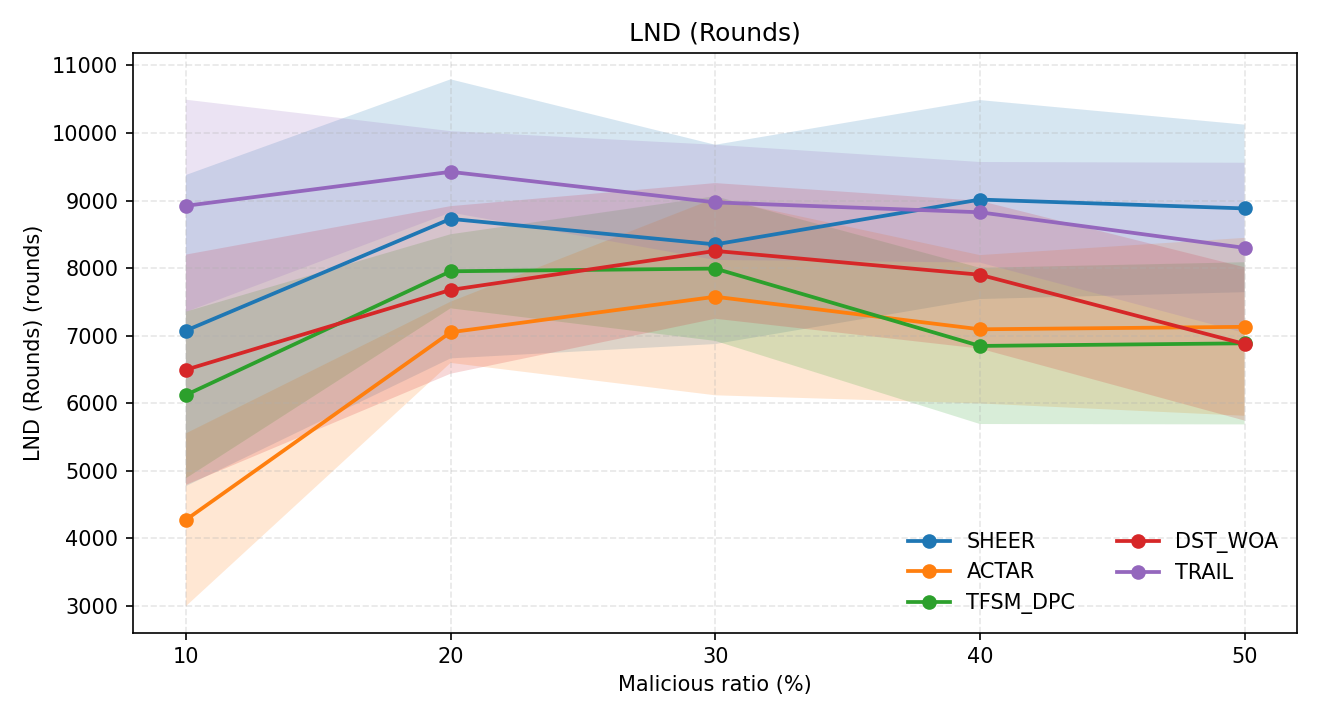 LND (Rounds)
LND (Rounds) (rounds)
11000
10000
9000
8000
7000
6000
5000
4000
3000
10
20
30
40
50
Malicious ratio (%)
SHEER
ACTAR
TFSM_DPC
DST_WOA
TRAIL